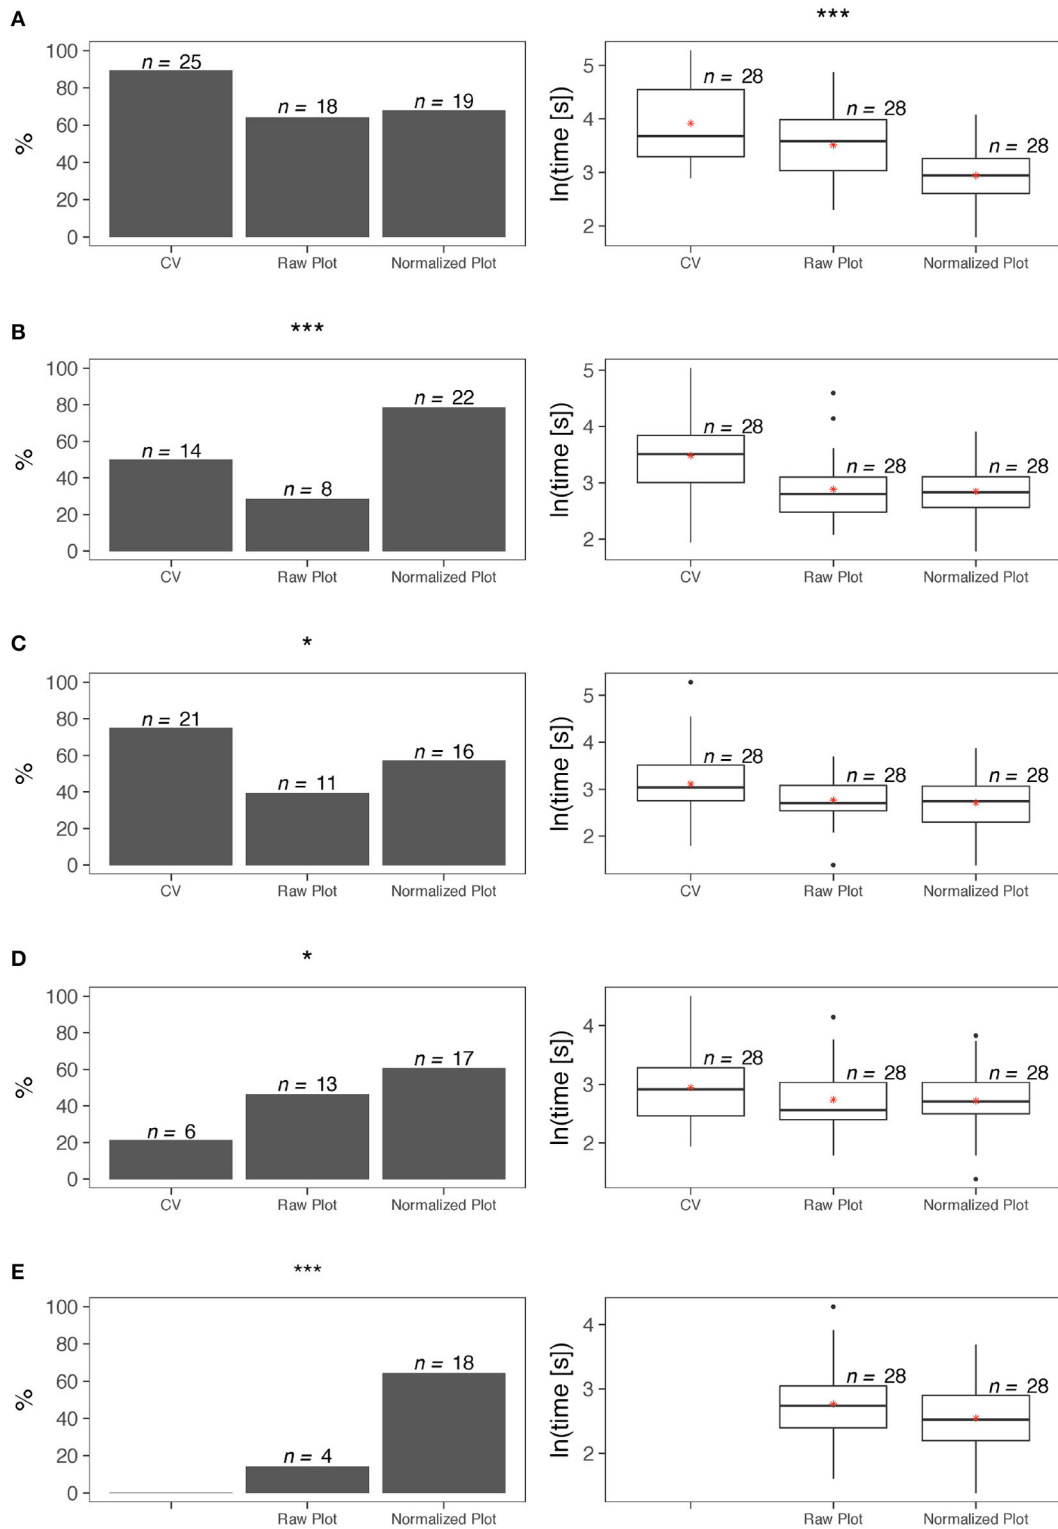 A
***
100
80
60
40
20
0
%
n = 25
n = 18
n = 19
CV
Raw Plot
Normalized Plot
5
4
3
2
ln(time [s])
n = 28
n = 28
n = 28
CV
Raw Plot
Normalized Plot
B
***
100
80
60
40
20
0
%
n = 14
n = 8
n = 22
CV
Raw Plot
Normalized Plot
5
4
3
2
ln(time [s])
n = 28
n = 28
n = 28
CV
Raw Plot
Normalized Plot
C
*
100
80
60
40
20
0
%
n = 21
n = 11
n = 16
CV
Raw Plot
Normalized Plot
5
4
3
2
ln(time [s])
n = 28
n = 28
n = 28
CV
Raw Plot
Normalized Plot
D
*
100
80
60
40
20
0
%
n = 6
n = 13
n = 17
CV
Raw Plot
Normalized Plot
4
3
2
ln(time [s])
n = 28
n = 28
n = 28
CV
Raw Plot
Normalized Plot
E
***
100
80
60
40
20
0
%
n = 4
n = 18
Raw Plot
Normalized Plot
4
3
2
ln(time [s])
n = 28
n = 28
Raw Plot
Normalized Plot